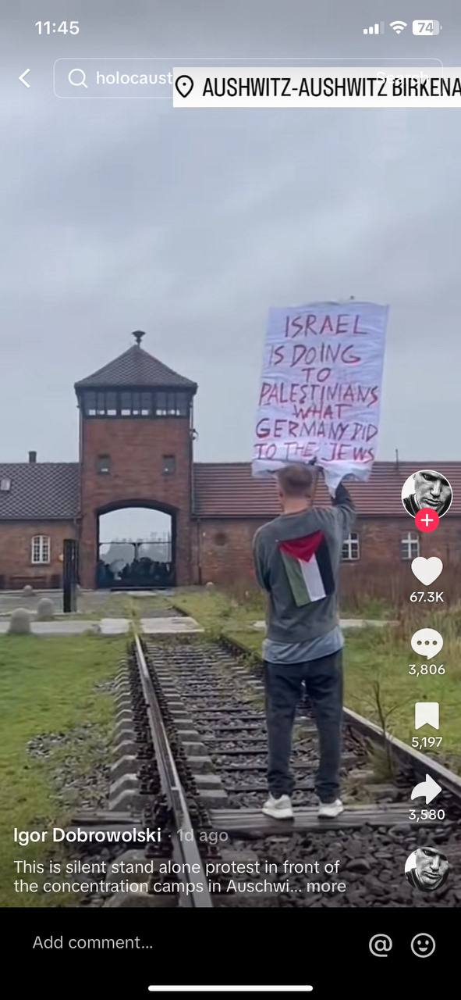 11:45
74
holocaust
AUSHWITZ-AUSHWITZ BIRKENA
ISRAEL
IS DOING
TO
PALESTINIANS
WHAT
GERMANY DID
TO THE JEWS
67.3K
3,806
5,197
3,580
Igor Dobrowolski · 1d ago
This is silent stand alone protest in front of
the concentration camps in Auschwi... more
Add comment...
@